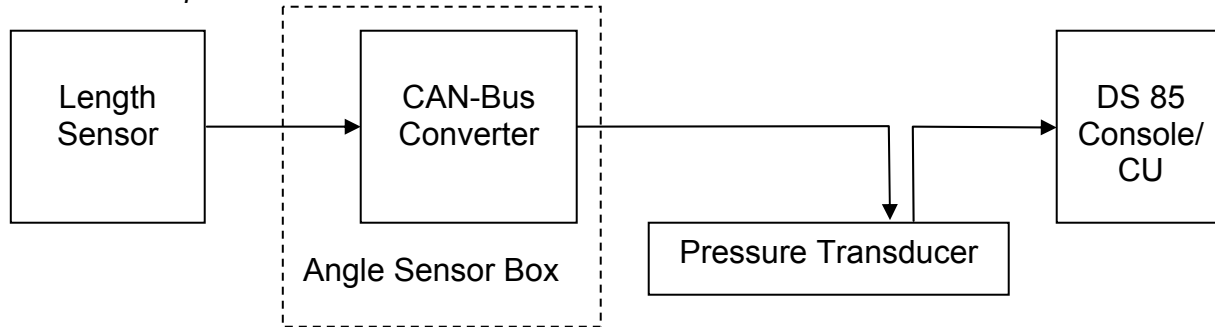 Length
Sensor
CAN-Bus
Converter
DS 85
Console/
CU
Pressure Transducer
Angle Sensor Box